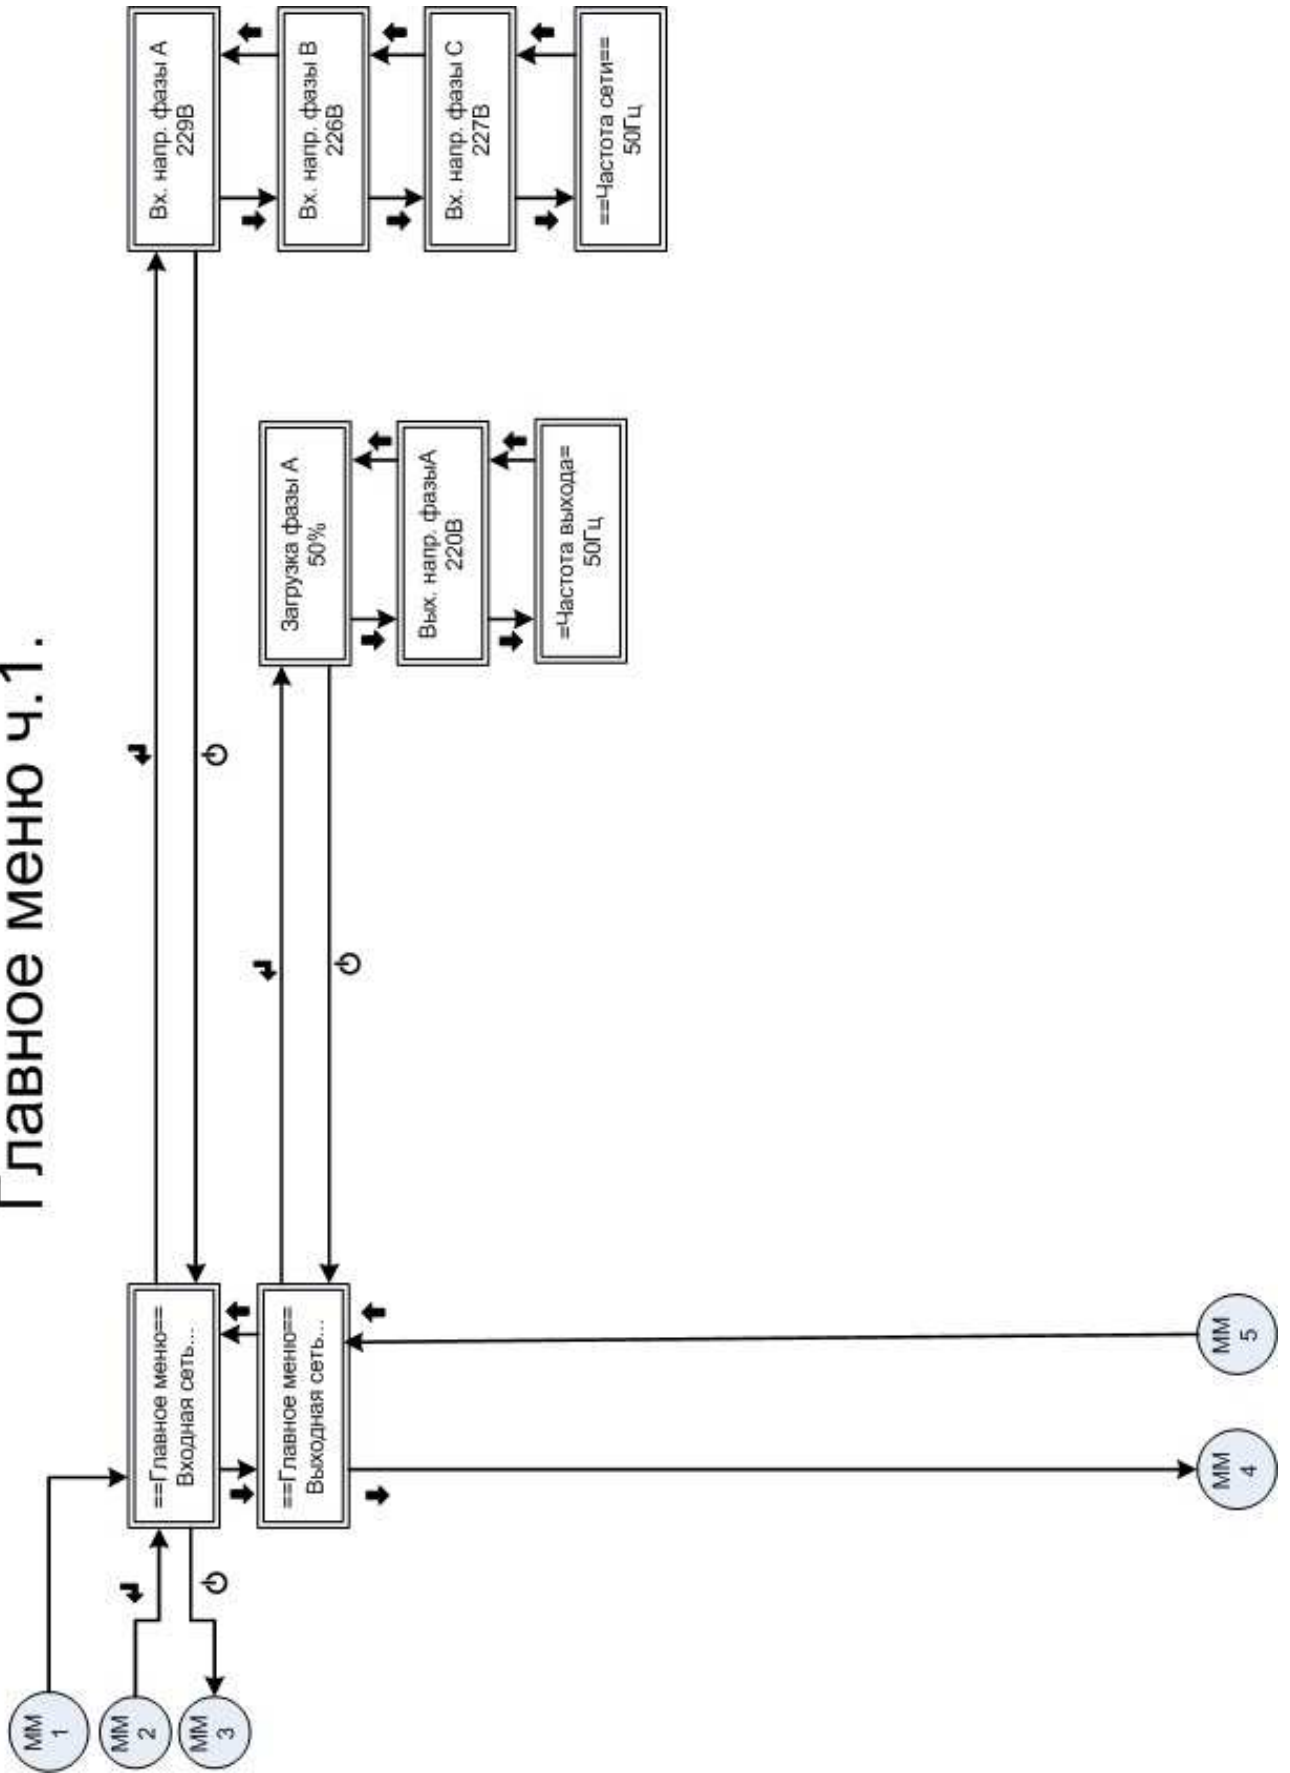 Главное меню ч.1.
ММ
1
ММ
2
ММ
3
==Главное меню==
Входная сеть...
Вх. напр. фазы А
229В
Вх. напр. фазы В
226В
Вх. напр. фазы С
227В
==Частота сети==
50Гц
==Главное меню==
Выходная сеть...
Загрузка фазы А
50%
Вых. напр. фазыА
220В
=Частота выхода=
50Гц
ММ
4
ММ
5